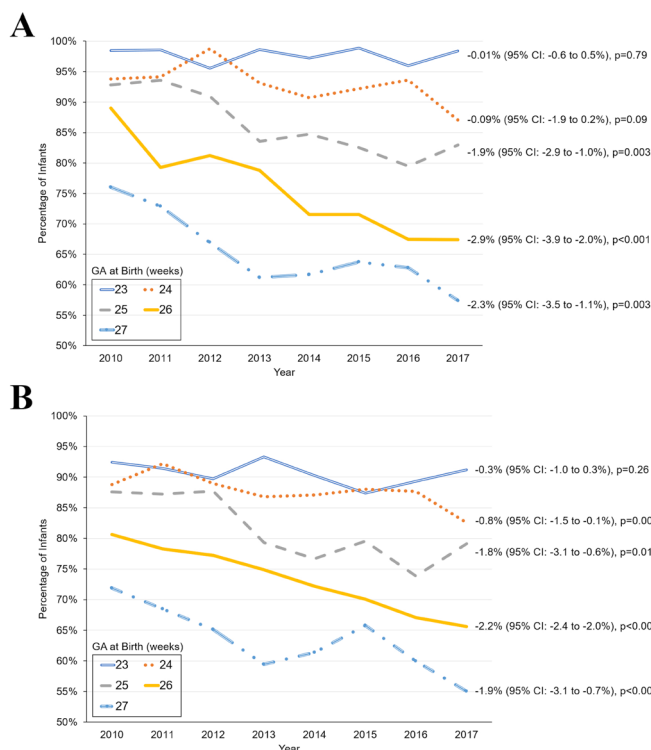 A
100%
95%
90%
85%
80%
75%
70%
65%
60%
55%
50%
Percentage of Infants
GA at Birth (weeks)
23 24
25 26
27
2010 2011 2012 2013 2014 2015 2016 2017
Year
-0.01% (95% CI: -0.6 to 0.5%), p=0.79
-0.09% (95% CI: -1.9 to 0.2%), p=0.09
-1.9% (95% CI: -2.9 to -1.0%), p=0.003
-2.9% (95% CI: -3.9 to -2.0%), p<0.001
-2.3% (95% CI: -3.5 to -1.1%), p=0.003
B
100%
95%
90%
85%
80%
75%
70%
65%
60%
55%
50%
Percentage of Infants
GA at Birth (weeks)
23 24
25 26
27
2010 2011 2012 2013 2014 2015 2016 2017
Year
-0.3% (95% CI: -1.0 to 0.3%), p=0.26
-0.8% (95% CI: -1.5 to -0.1%), p=0.00
-1.8% (95% CI: -3.1 to -0.6%), p=0.01
-2.2% (95% CI: -2.4 to -2.0%), p<0.00
-1.9% (95% CI: -3.1 to -0.7%), p<0.00